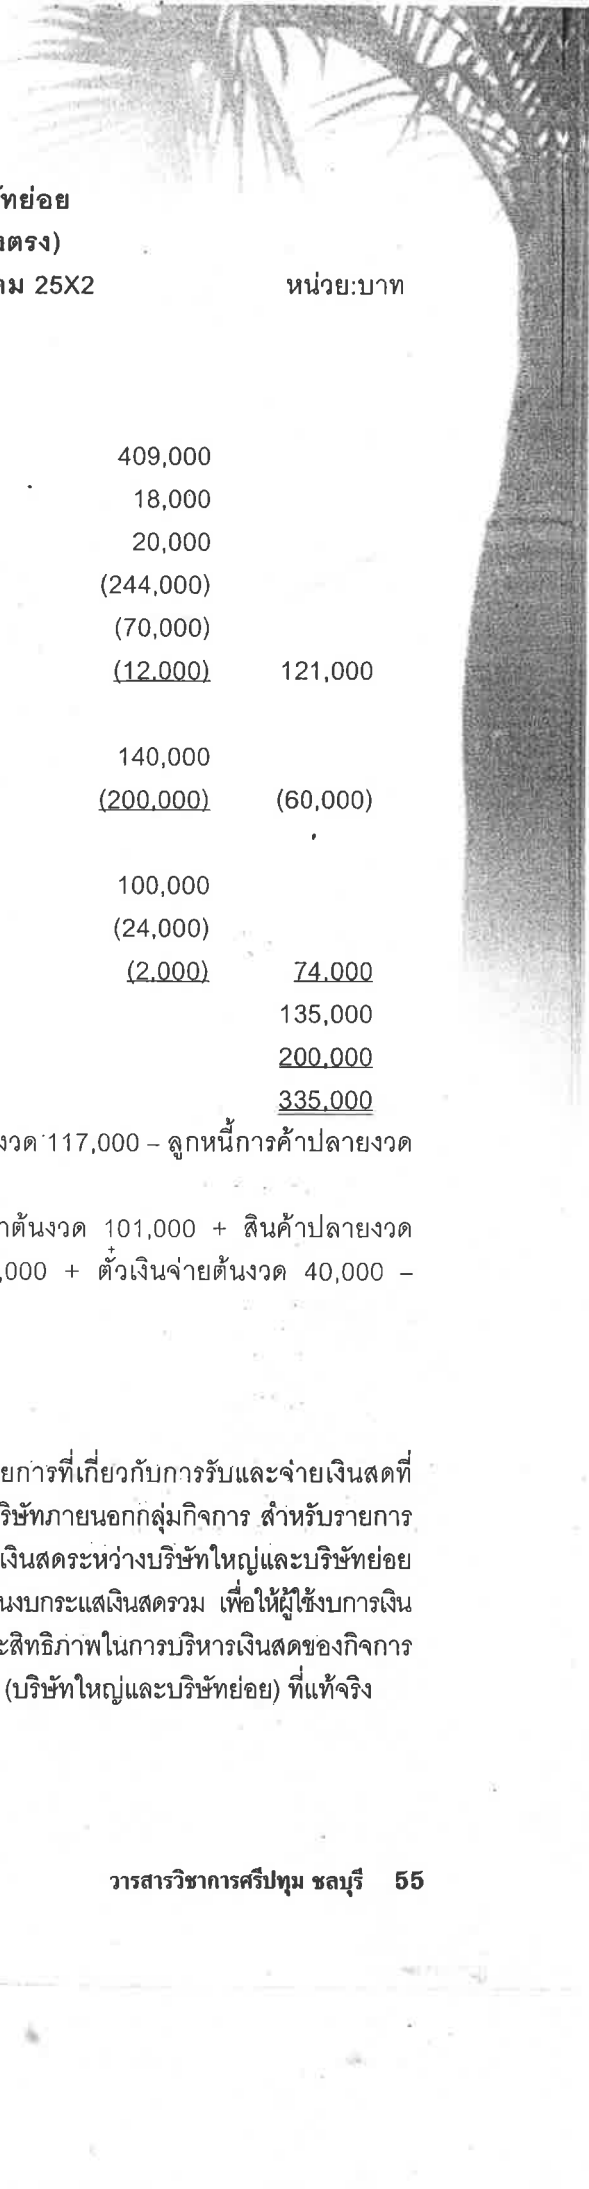 ัทย่อย
งตรง)
าม 25X2 หน่วย:บาท
409,000
18,000
20,000
(244,000)
(70,000)
(12,000) 121,000
140,000
(200,000) (60,000)
100,000
(24,000)
(2,000) 74,000
135,000
200,000
335,000
งวด 117,000 – ลูกหนี้การค้าปลายงวด
าต้นงวด 101,000 + สินค้าปลายงวด
,000 + ตั๋วเงินจ่ายต้นงวด 40,000 –
ยการที่เกี่ยวกับการรับและจ่ายเงินสดที่
ริษัทภายนอกกลุ่มกิจการ สำหรับรายการ
เงินสดระหว่างบริษัทใหญ่และบริษัทย่อย
นงบกระแสเงินสดรวม เพื่อให้ผู้ใช้งบการเงิน
ะสิทธิภาพในการบริหารเงินสดของกิจการ
(บริษัทใหญ่และบริษัทย่อย) ที่แท้จริง
วารสารวิชาการศรีปทุม ชลบุรี 55